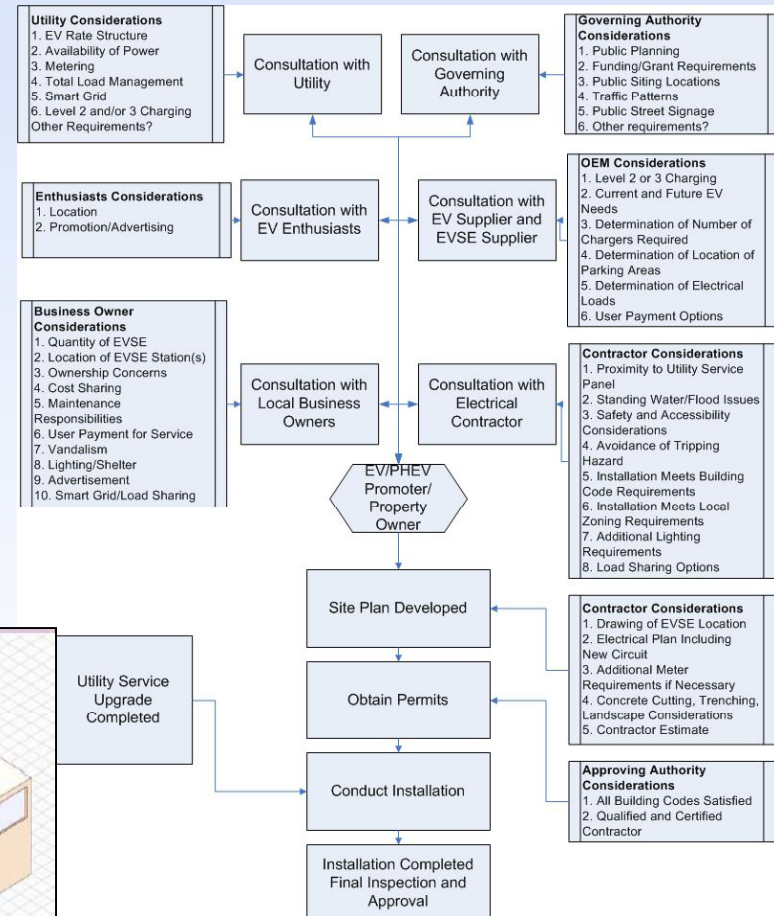 Utility Considerations
1. EV Rate Structure
2. Availability of Power
3. Metering
4. Total Load Management
5. Smart Grid
6. Level 2 and/or 3 Charging
Other Requirements?
Consultation with
Utility
Consultation with
Governing
Authority
Governing Authority
Considerations
1. Public Planning
2. Funding/Grant Requirements
3. Public Siting Locations
4. Traffic Patterns
5. Public Street Signage
6. Other requirements?
Enthusiasts Considerations
1. Location
2. Promotion/Advertising
Consultation with
EV Enthusiasts
Consultation with
EV Supplier and
EVSE Supplier
OEM Considerations
1. Level 2 or 3 Charging
2. Current and Future EV
Needs
3. Determination of Number of
Chargers Required
4. Determination of Location of
Parking Areas
5. Determination of Electrical
Loads
6. User Payment Options
Business Owner
Considerations
1. Quantity of EVSE
2. Location of EVSE Station(s)
3. Ownership Concerns
4. Cost Sharing
5. Maintenance
Responsibilities
6. User Payment for Service
7. Vandalism
8. Lighting/Shelter
9. Advertisement
10. Smart Grid/Load Sharing
Consultation with
Local Business
Owners
Consultation with
Electrical
Contractor
Contractor Considerations
1. Proximity to Utility Service
Panel
2. Standing Water/Flood Issues
3. Safety and Accessibility
Considerations
4. Avoidance of Tripping
Hazard
5. Installation Meets Building
Code Requirements
6. Installation Meets Local
Zoning Requirements
7. Additional Lighting
Requirements
8. Load Sharing Options
EV/PHEV
Promoter/
Property
Owner
Site Plan Developed
Contractor Considerations
1. Drawing of EVSE Location
2. Electrical Plan Including
New Circuit
3. Additional Meter
Requirements if Necessary
4. Concrete Cutting, Trenching,
Landscape Considerations
5. Contractor Estimate
Utility Service
Upgrade
Completed
Obtain Permits
Approving Authority
Considerations
1. All Building Codes Satisfied
2. Qualified and Certified
Contractor
Conduct Installation
Installation Completed
Final Inspection and
Approval